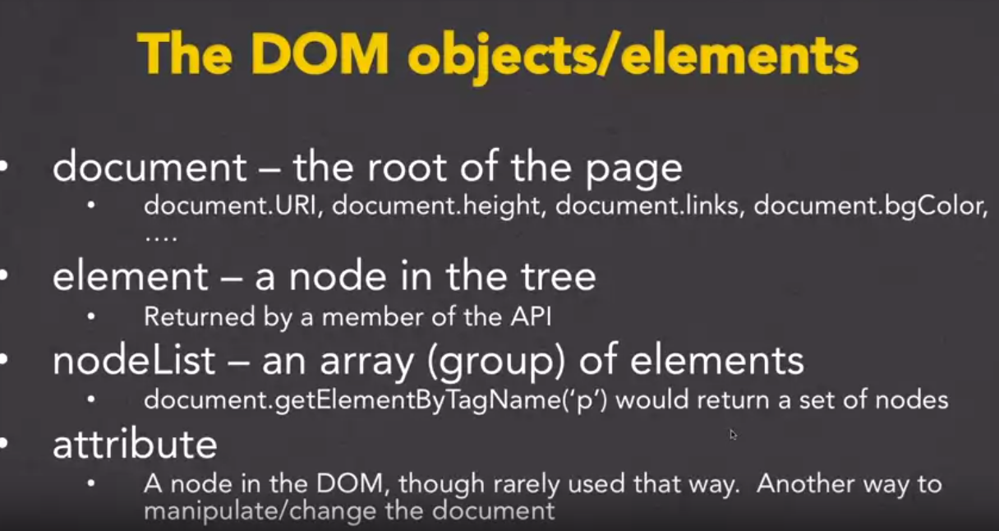 The DOM objects/elements
• document – the root of the page
• document.URI, document.height, document.links, document.bgColor,
....
• element – a node in the tree
• Returned by a member of the API
• nodeList – an array (group) of elements
• document.getElementByTagName(‘p’) would return a set of nodes
• attribute
• A node in the DOM, though rarely used that way. Another way to
manipulate/change the document